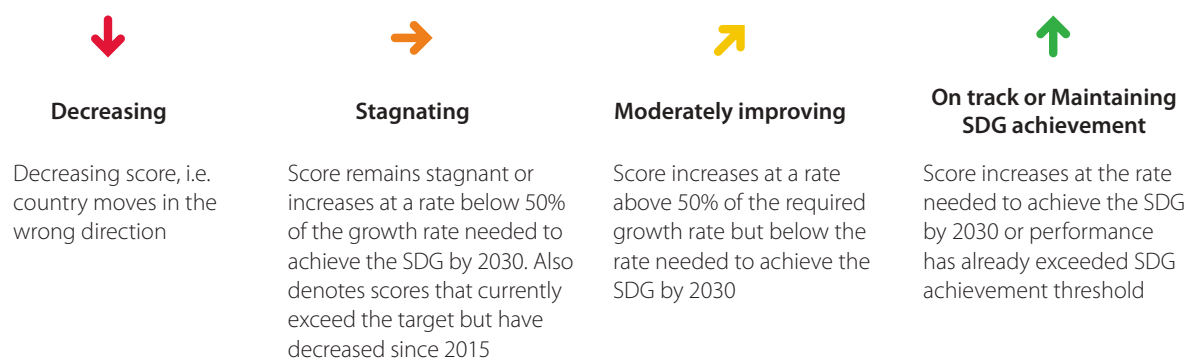 Decreasing
Decreasing score, i.e.
country moves in the
wrong direction
Stagnating
Score remains stagnant or
increases at a rate below 50%
of the growth rate needed to
achieve the SDG by 2030. Also
denotes scores that currently
exceed the target but have
decreased since 2015
Moderately improving
Score increases at a rate
above 50% of the required
growth rate but below the
rate needed to achieve the
SDG by 2030
On track or Maintaining
SDG achievement
Score increases at the rate
needed to achieve the SDG
by 2030 or performance
has already exceeded SDG
achievement threshold